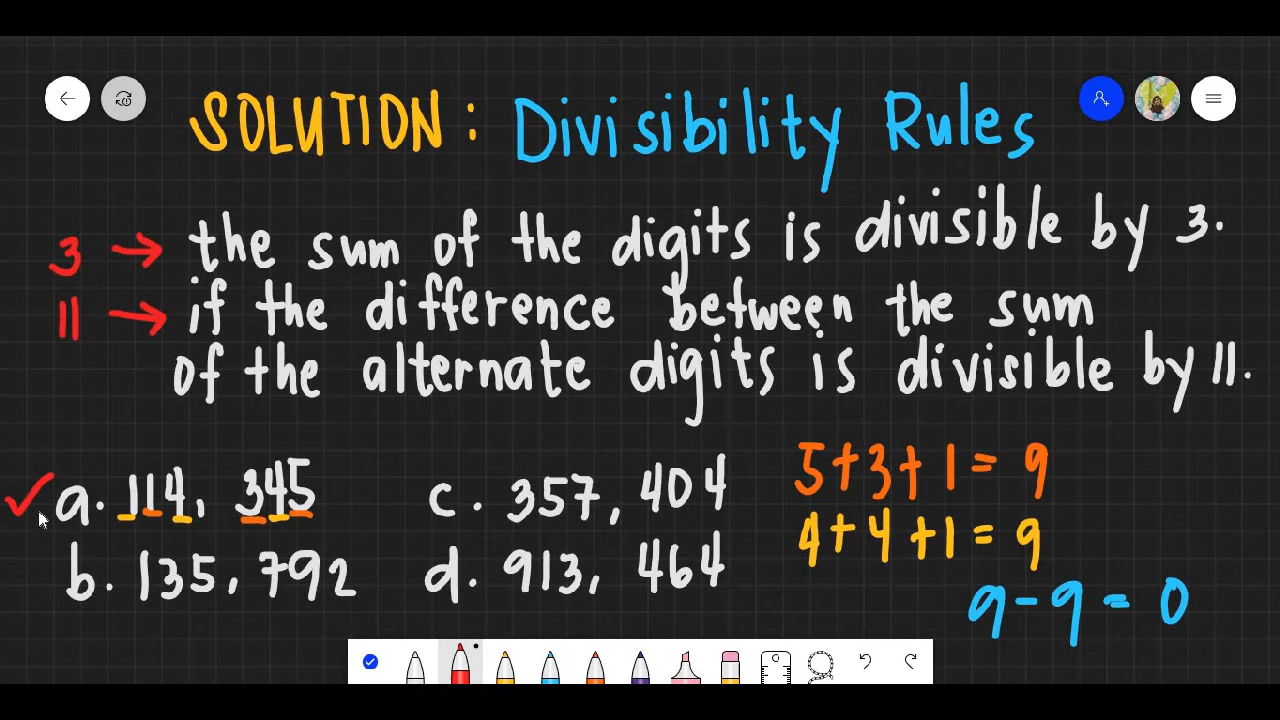 SOLUTION: Divisibility Rules
3 → the sum of the digits is divisible by 3.
11 → if the difference between the sum
of the alternate digits is divisible by 11.
a. 114, 345
c. 357, 404
b. 135, 792
d. 913, 464
5+3+1=9
4+4+1=9
9-9=0